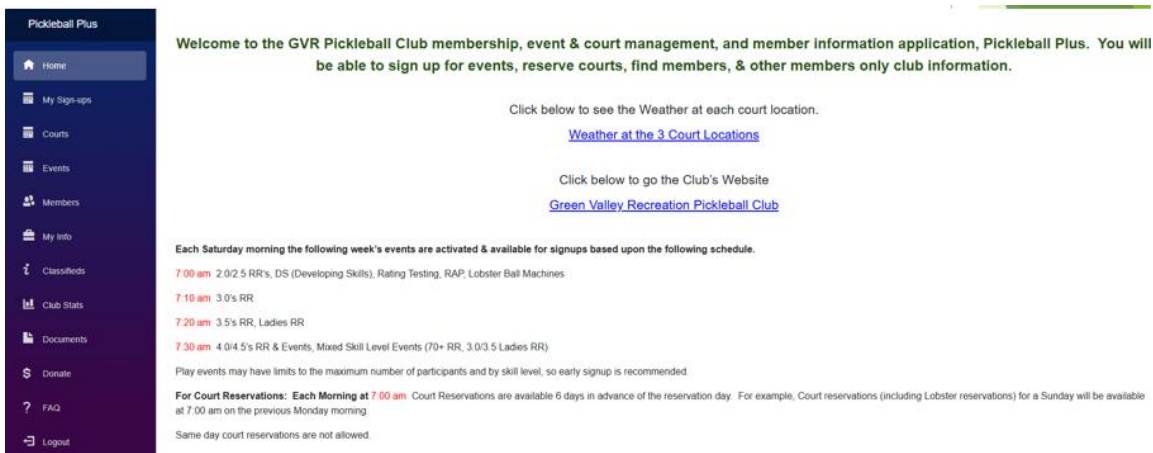 Pickleball Plus
Home
My Sign-ups
Courts
Events
Members
My Info
Classifieds
Club Stats
Documents
Donate
FAQ
Logout
Welcome to the GVR Pickleball Club membership, event & court management, and member information application, Pickleball Plus.  You will
be able to sign up for events, reserve courts, find members, & other members only club information.
Click below to see the Weather at each court location.
Weather at the 3 Court Locations
Click below to go the Club's Website
Green Valley Recreation Pickleball Club
Each Saturday morning the following week's events are activated & available for signups based upon the following schedule.
7:00 am  2.0/2.5 RR's, DS (Developing Skills), Rating Testing, RAP, Lobster Ball Machines
7:10 am  3.0's RR
7:20 am  3.5's RR, Ladies RR
7:30 am  4.0/4.5's RR & Events, Mixed Skill Level Events (70+ RR, 3.0/3.5 Ladies RR)
Play events may have limits to the maximum number of participants and by skill level, so early signup is recommended.
For Court Reservations:  Each Morning at 7:00 am  Court Reservations are available 6 days in advance of the reservation day.  For example, Court reservations (including Lobster reservations) for a Sunday will be available
at 7:00 am on the previous Monday morning.
Same day court reservations are not allowed.